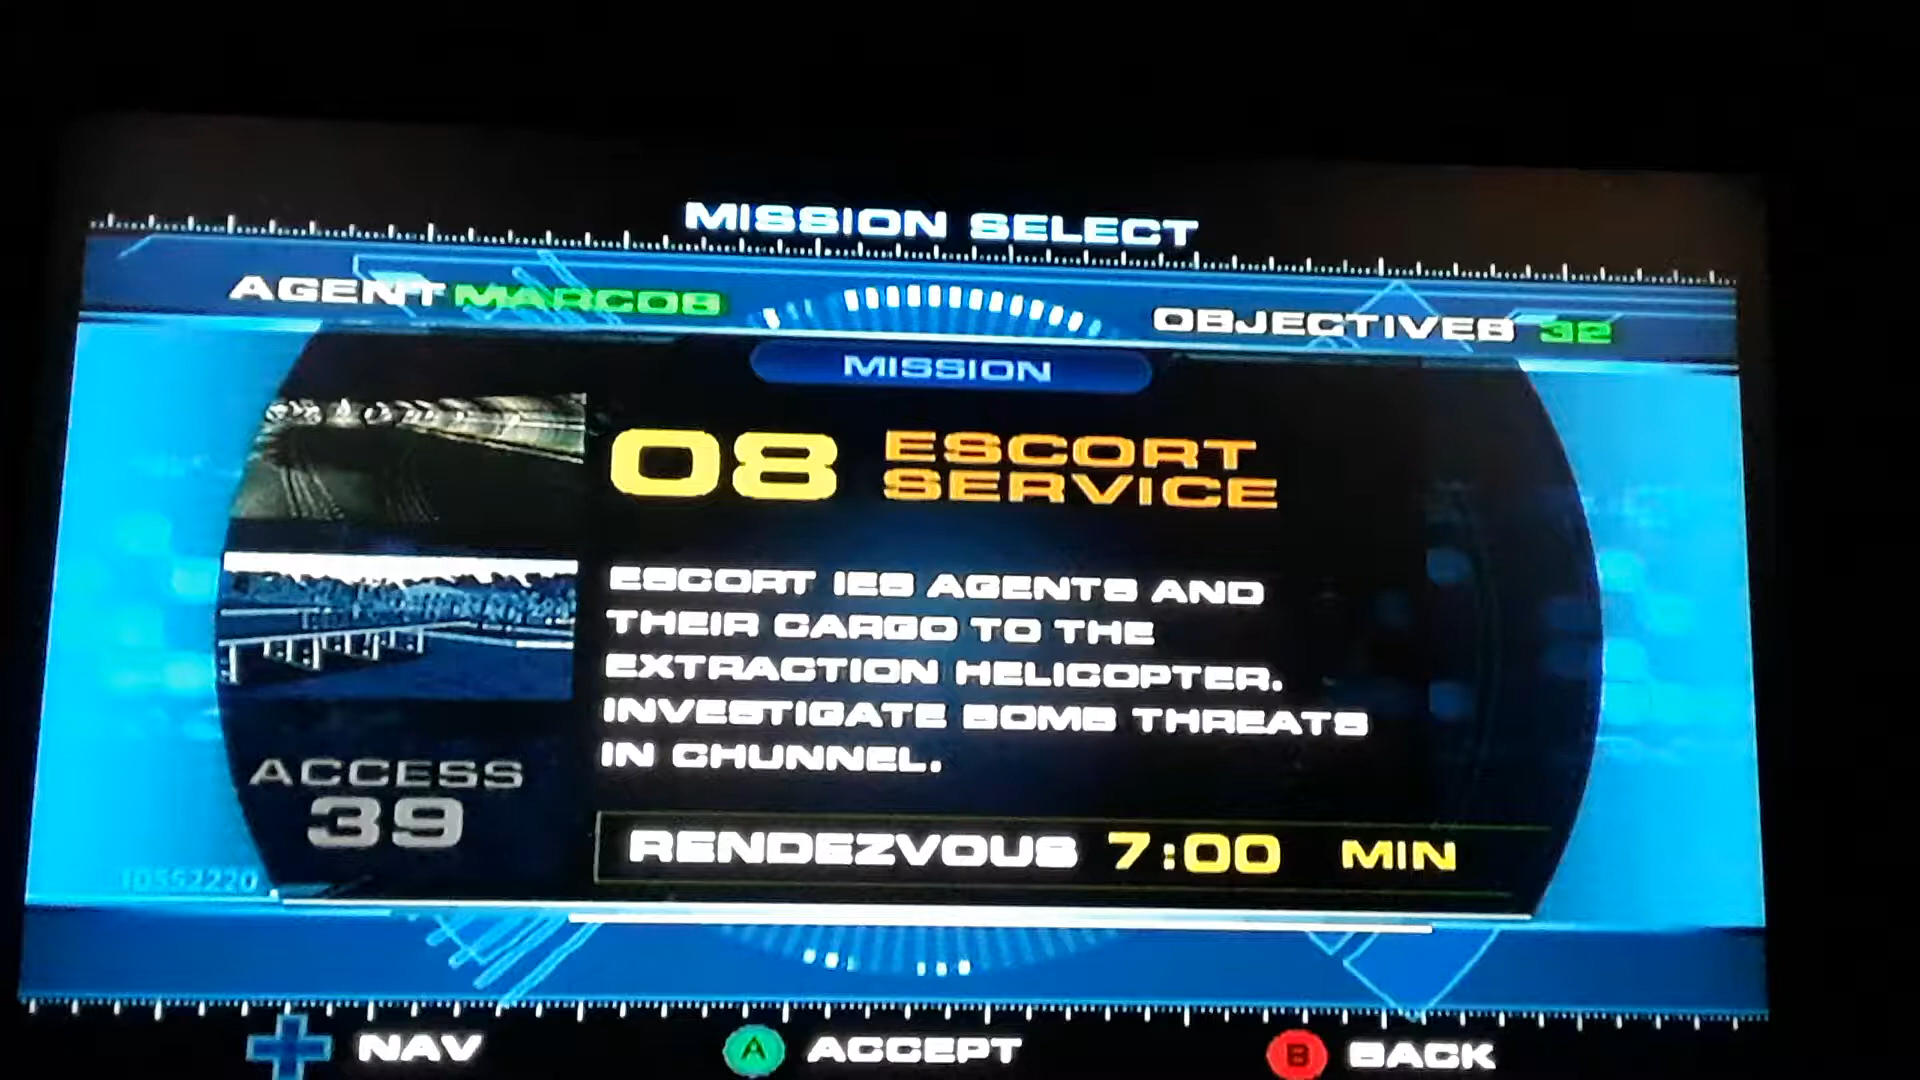 MISSION SELECT
AGENT MARCOS
OBJECTIVES 32
MISSION
08 ESCORT
SERVICE
ESCORT IES AGENTS AND
THEIR CARGO TO THE
EXTRACTION HELICOPTER.
INVESTIGATE BOMB THREATS
IN CHUNNEL.
ACCESS
39
RENDEZVOUS 7:00 MIN
10552220
NAV
A ACCEPT
B BACK